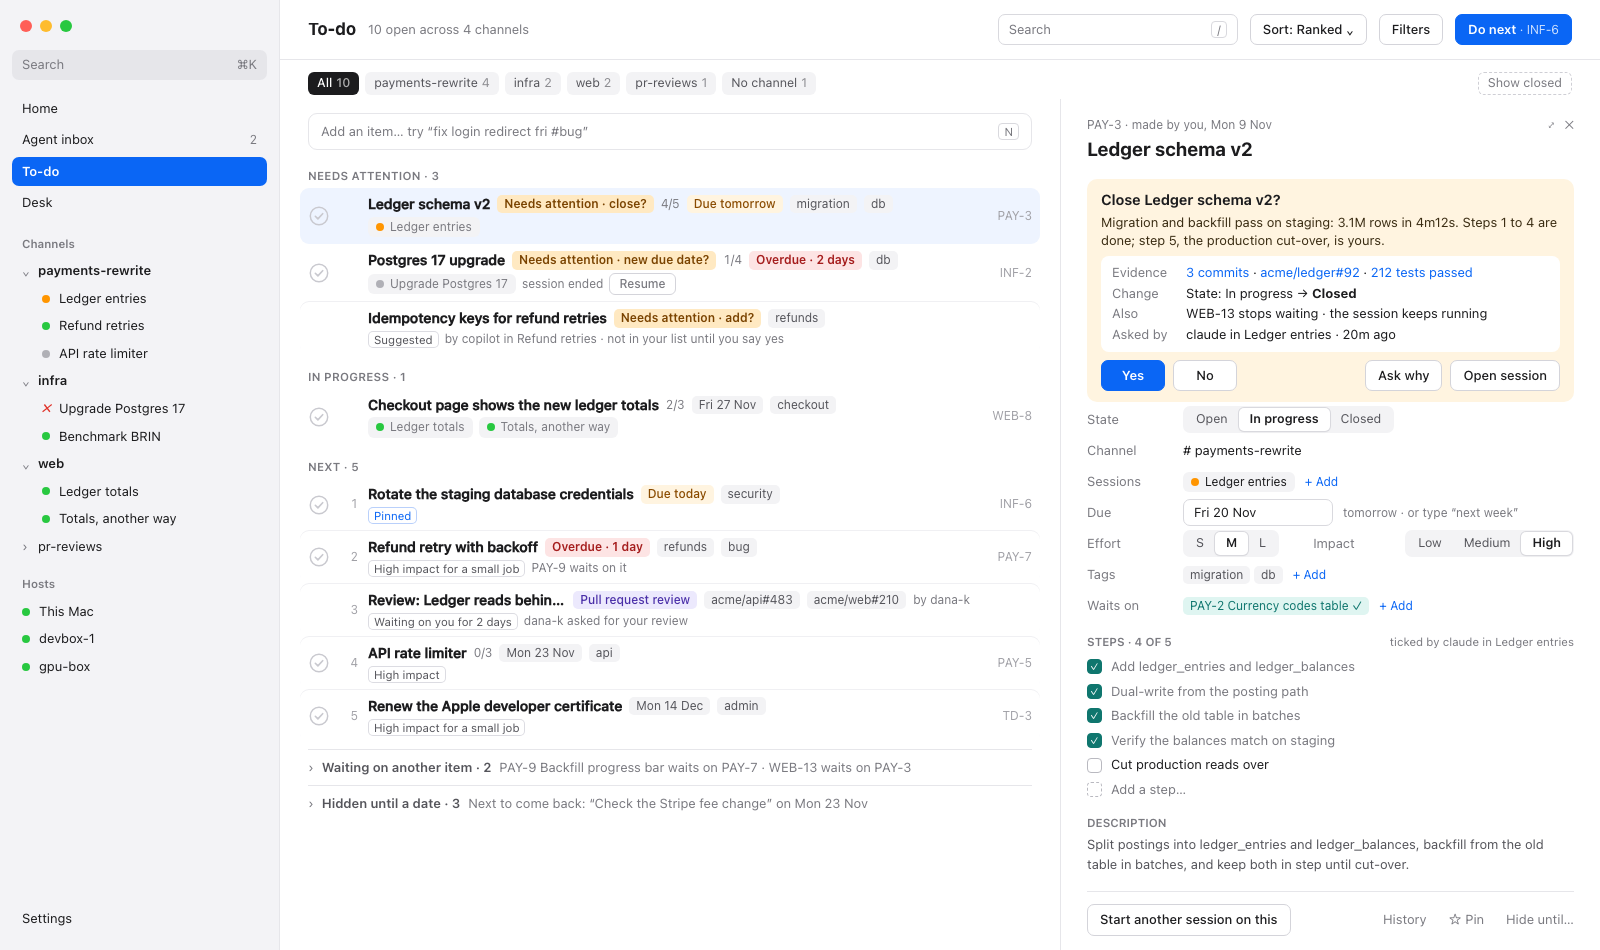 Search ⌘K
Home
Agent inbox 2
To-do
Desk
Channels
payments-rewrite
Ledger entries
Refund retries
API rate limiter
infra
Upgrade Postgres 17
Benchmark BRIN
web
Ledger totals
Totals, another way
pr-reviews
Hosts
This Mac
devbox-1
gpu-box
Settings
To-do 10 open across 4 channels
Search /
Sort: Ranked
Filters
Do next · INF-6
All 10
payments-rewrite 4
infra 2
web 2
pr-reviews 1
No channel 1
Show closed
Add an item... try “fix login redirect fri #bug” N
NEEDS ATTENTION · 3
Ledger schema v2 Needs attention · close? 4/5 Due tomorrow migration db PAY-3
Ledger entries
Postgres 17 upgrade Needs attention · new due date? 1/4 Overdue · 2 days db INF-2
Upgrade Postgres 17 session ended Resume
Idempotency keys for refund retries Needs attention · add? refunds
Suggested by copilot in Refund retries · not in your list until you say yes
IN PROGRESS · 1
Checkout page shows the new ledger totals 2/3 Fri 27 Nov checkout WEB-8
Ledger totals Totals, another way
NEXT · 5
1 Rotate the staging database credentials Due today security INF-6
Pinned
2 Refund retry with backoff Overdue · 1 day refunds bug PAY-7
High impact for a small job PAY-9 waits on it
3 Review: Ledger reads behin... Pull request review acme/api#483 acme/web#210 by dana-k
Waiting on you for 2 days dana-k asked for your review
4 API rate limiter 0/3 Mon 23 Nov api PAY-5
High impact
5 Renew the Apple developer certificate Mon 14 Dec admin TD-3
High impact for a small job
Waiting on another item · 2 PAY-9 Backfill progress bar waits on PAY-7 · WEB-13 waits on PAY-3
Hidden until a date · 3 Next to come back: “Check the Stripe fee change” on Mon 23 Nov
PAY-3 · made by you, Mon 9 Nov
Ledger schema v2
Close Ledger schema v2?
Migration and backfill pass on staging: 3.1M rows in 4m12s. Steps 1 to 4 are
done; step 5, the production cut-over, is yours.
Evidence 3 commits · acme/ledger#92 · 212 tests passed
Change State: In progress → Closed
Also WEB-13 stops waiting · the session keeps running
Asked by claude in Ledger entries · 20m ago
Yes No Ask why Open session
State Open In progress Closed
Channel # payments-rewrite
Sessions Ledger entries + Add
Due Fri 20 Nov tomorrow · or type “next week”
Effort S M L Impact Low Medium High
Tags migration db + Add
Waits on PAY-2 Currency codes table ✓ + Add
STEPS · 4 OF 5 ticked by claude in Ledger entries
Add ledger_entries and ledger_balances
Dual-write from the posting path
Backfill the old table in batches
Verify the balances match on staging
Cut production reads over
Add a step...
DESCRIPTION
Split postings into ledger_entries and ledger_balances, backfill from the old
table in batches, and keep both in step until cut-over.
Start another session on this History ☆ Pin Hide until...